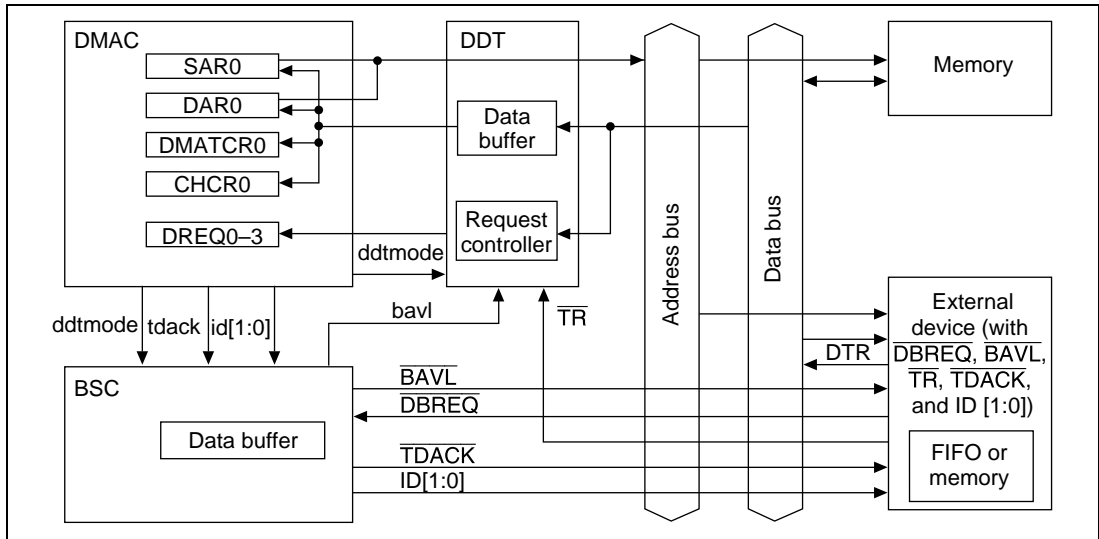 DMAC
SAR0
DAR0
DMATCR0
CHCR0
DREQ0–3
DDT
Data
buffer
Request
controller
ddtmode
Address bus
Data bus
Memory
ddtmode
tdack
id[1:0]
bavl
TR
BSC
Data buffer
BAVL
DBREQ
TDACK
ID[1:0]
DTR
External
device (with
DBREQ, BAVL,
TR, TDACK,
and ID [1:0])
FIFO or
memory